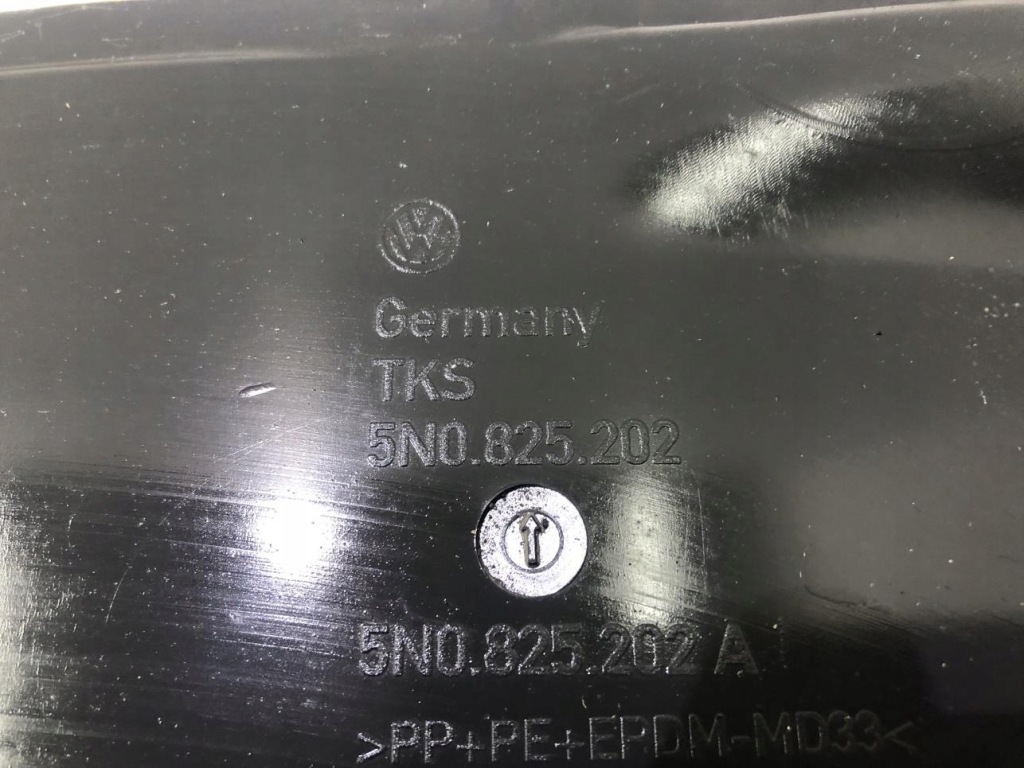 Germany
TKS
5N0.825.202
5N0.825.202 A
>PP+PE+EPDM-MD33<